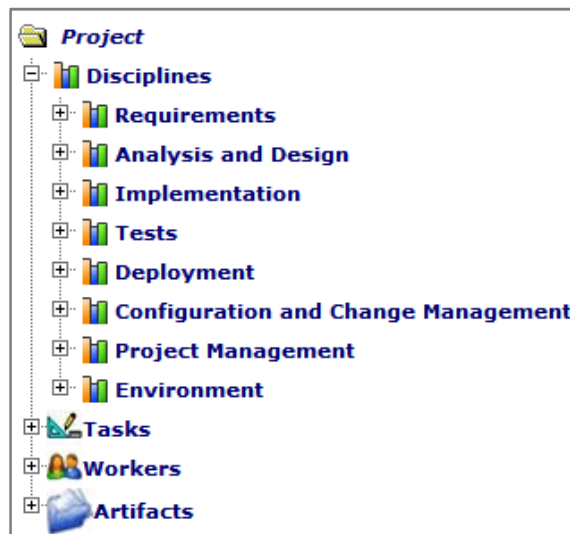 Project
Disciplines
Requirements
Analysis and Design
Implementation
Tests
Deployment
Configuration and Change Management
Project Management
Environment
Tasks
Workers
Artifacts